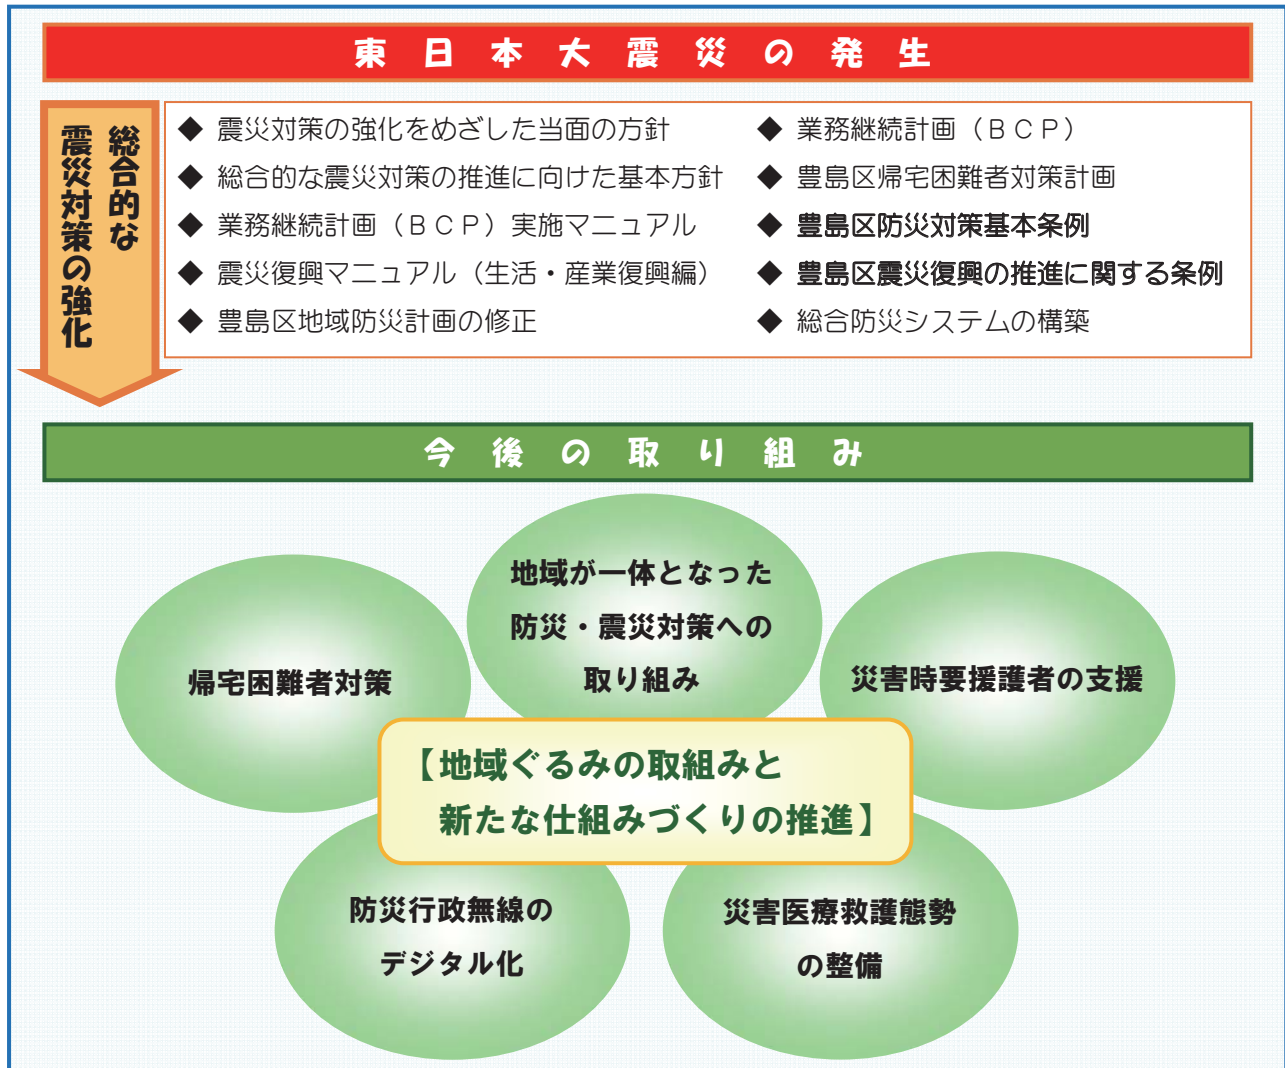 東日本大震災の発生
総合的な
震災対策の強化
◆ 震災対策の強化をめざした当面の方針
◆ 総合的な震災対策の推進に向けた基本方針
◆ 業務継続計画（ＢＣＰ）実施マニュアル
◆ 震災復興マニュアル（生活・産業復興編）
◆ 豊島区地域防災計画の修正
◆ 業務継続計画（ＢＣＰ）
◆ 豊島区帰宅困難者対策計画
◆ 豊島区防災対策基本条例
◆ 豊島区震災復興の推進に関する条例
◆ 総合防災システムの構築
今後の取り組み
地域が一体となった
防災・震災対策への
取り組み
帰宅困難者対策
災害時要援護者の支援
【地域ぐるみの取組みと
新たな仕組みづくりの推進】
防災行政無線の
デジタル化
災害医療救護態勢
の整備